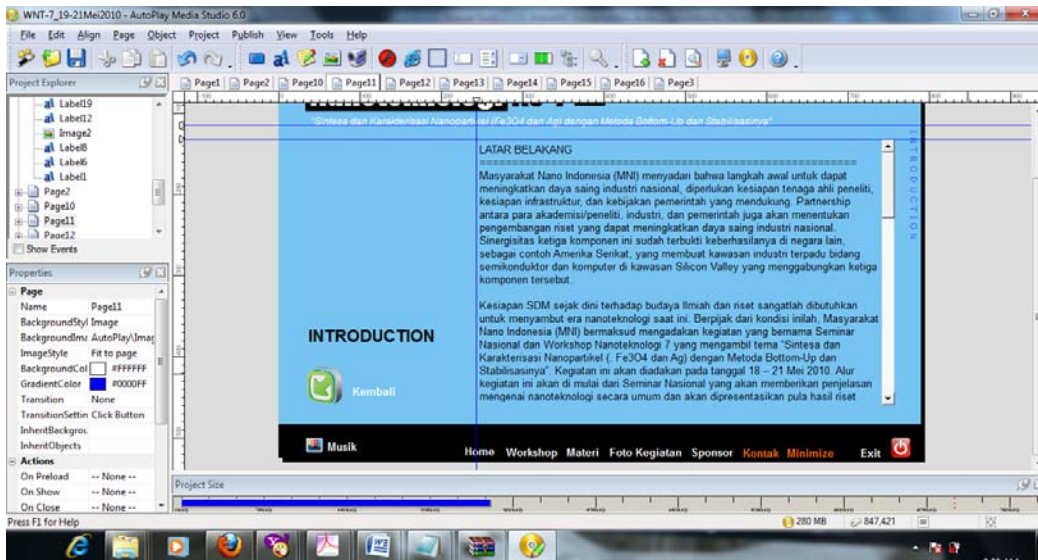 WNT-7_19-21Mei2010 - AutoPlay Media Studio 6.0
File Edit Align Page Object Project Publish View Tools Help
Project Explorer
Page1 Page2 Page10 Page11 Page12 Page13 Page14 Page15 Page16 Page3
Label19
Label12
Image2
Label8
Label6
Label1
Page2
Page10
Page11
Page12
Show Events
Properties
Page
Name Page11
BackgroundStyl Image
BackgroundIma AutoPlay\Imag
ImageStyle Fit to page
BackgroundCol #FFFFFF
GradientColor #0000FF
Transition None
TransitionSettin Click Button
InheritBackgrou
InheritObjects
Actions
On Preload -- None --
On Show -- None --
On Close -- None --
"Sintesa dan Karakterisasi Nanopartikel (Fe3O4 dan Ag) dengan Metoda Bottom-Up dan Stabilisasinya"
INTRODUCTION
LATAR BELAKANG
==========================================================
Masyarakat Nano Indonesia (MNI) menyadari bahwa langkah awal untuk dapat
meningkatkan daya saing industri nasional, diperlukan kesiapan tenaga ahli peneliti,
kesiapan infrastruktur, dan kebijakan pemerintah yang mendukung. Partnership
antara para akademisi/peneliti, industri, dan pemerintah juga akan menentukan
pengembangan riset yang dapat meningkatkan daya saing industri nasional.
Sinergisitas ketiga komponen ini sudah terbukti keberhasilanya di negara lain,
sebagai contoh Amerika Serikat, yang membuat kawasan industri terpadu bidang
semikonduktor dan komputer di kawasan Silicon Valley yang menggabungkan ketiga
komponen tersebut.
Kesiapan SDM sejak dini terhadap budaya Ilmiah dan riset sangatlah dibutuhkan
untuk menyambut era nanoteknologi saat ini. Berpijak dari kondisi inilah, Masyarakat
Nano Indonesia (MNI) bermaksud mengadakan kegiatan yang bernama Seminar
Nasional dan Workshop Nanoteknologi 7 yang mengambil tema "Sintesa dan
Karakterisasi Nanopartikel (. Fe3O4 dan Ag) dengan Metoda Bottom-Up dan
Stabilisasinya". Kegiatan ini akan diadakan pada tanggal 18 – 21 Mei 2010. Alur
kegiatan ini akan di mulai dari Seminar Nasional yang akan memberikan penjelasan
mengenai nanoteknologi secara umum dan akan dipresentasikan pula hasil riset
INTRODUCTION
Kembali
Musik
Home Workshop Materi Foto Kegiatan Sponsor Kontak Minimize Exit
Project Size
Press F1 for Help
280 MB
847,421